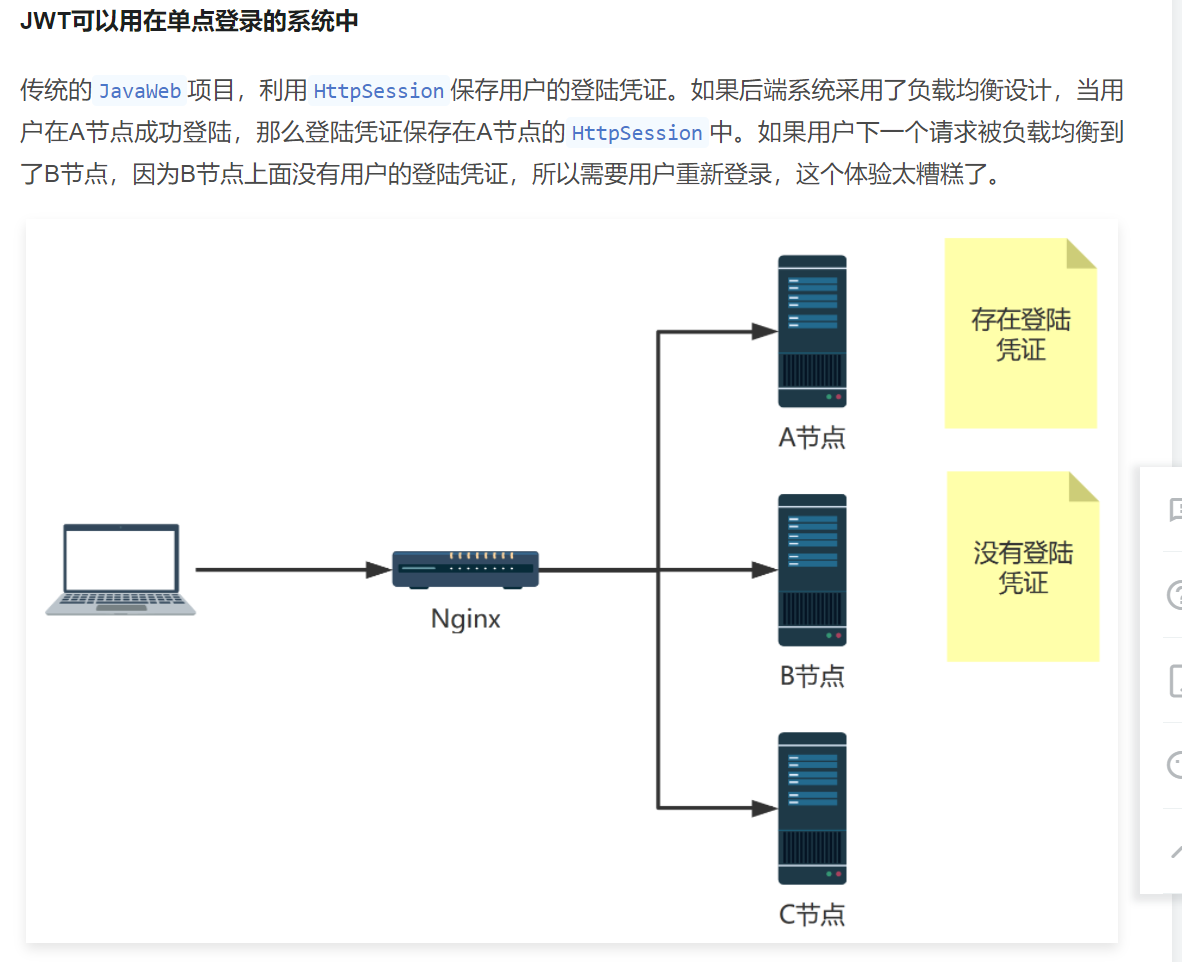 JWT可以用在单点登录的系统中
传统的 JavaWeb 项目，利用 HttpSession 保存用户的登陆凭证。如果后端系统采用了负载均衡设计，当用
户在A节点成功登陆，那么登陆凭证保存在A节点的 HttpSession 中。如果用户下一个请求被负载均衡到
了B节点，因为B节点上面没有用户的登陆凭证，所以需要用户重新登录，这个体验太糟糕了。
存在登陆
凭证
A节点
没有登陆
凭证
Nginx
B节点
C节点